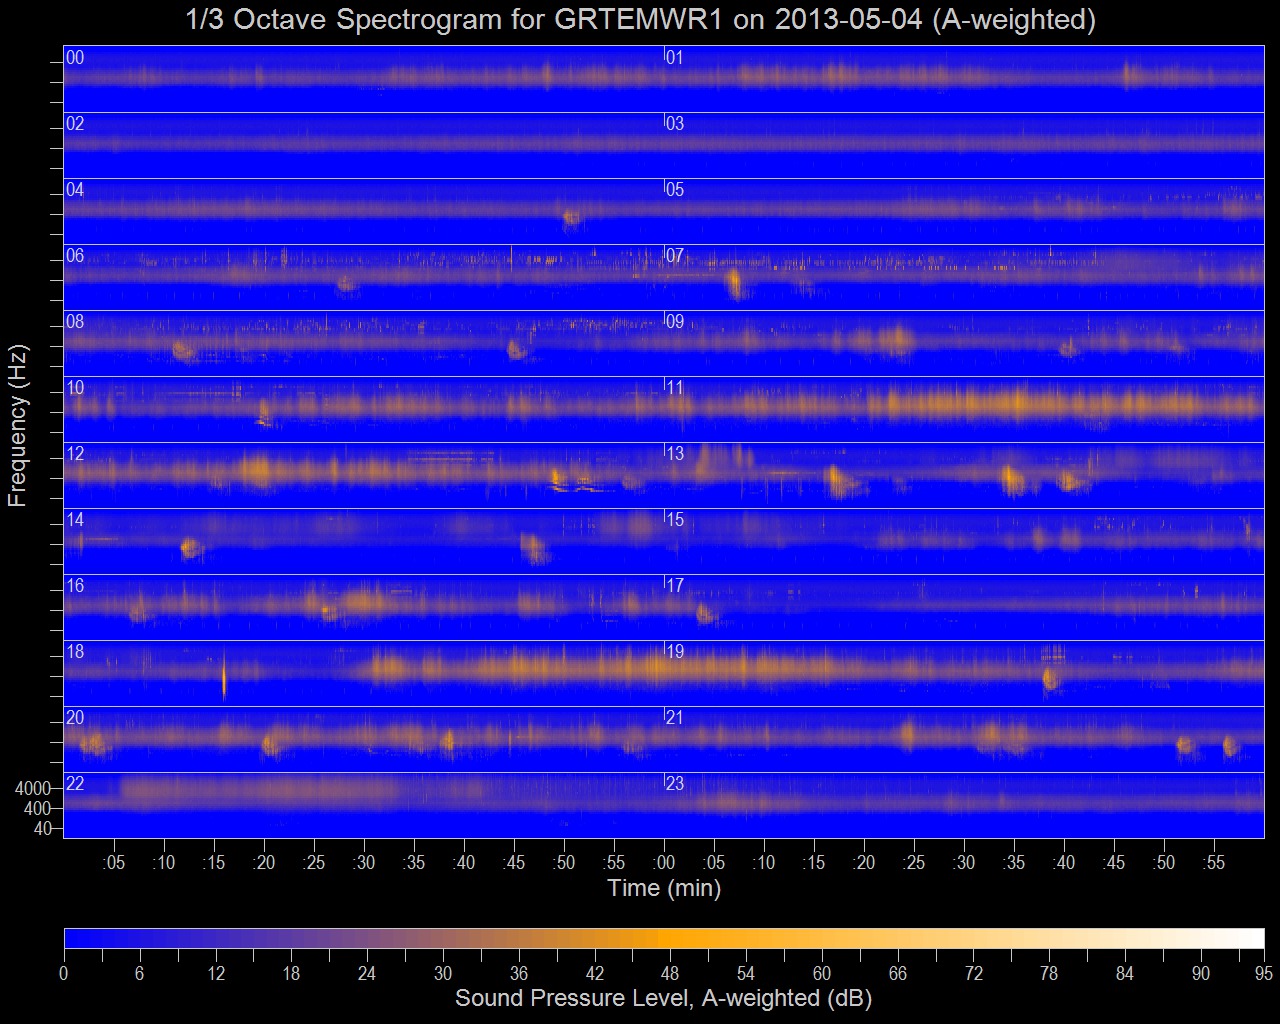 1/3 Octave Spectrogram for GRTEMWR1 on 2013-05-04 (A-weighted)
00 01
02 03
04 05
06 07
08 09
10 11
12 13
14 15
16 17
18 19
20 21
22 23
Frequency (Hz)
4000
400
40
:05 :10 :15 :20 :25 :30 :35 :40 :45 :50 :55 :00 :05 :10 :15 :20 :25 :30 :35 :40 :45 :50 :55
Time (min)
0 6 12 18 24 30 36 42 48 54 60 66 72 78 84 90 95
Sound Pressure Level, A-weighted (dB)